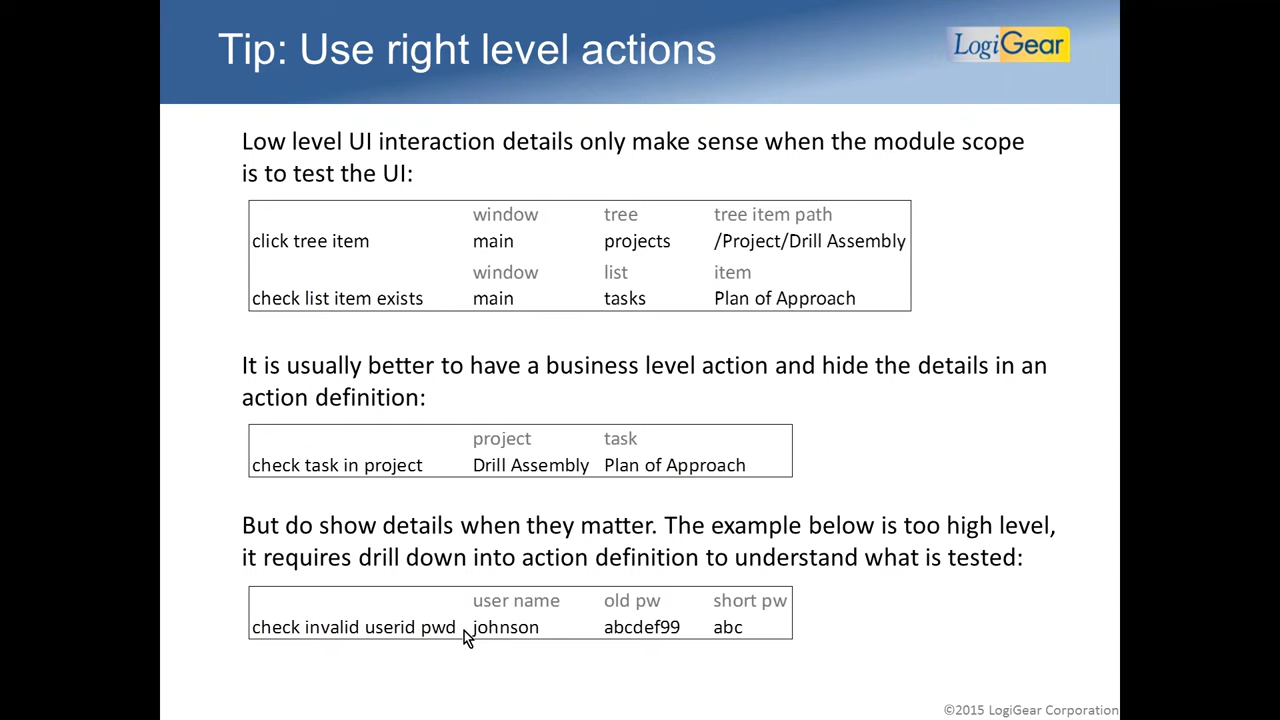 Tip: Use right level actions
LogiGear
Low level UI interaction details only make sense when the module scope
is to test the UI:
window tree tree item path
click tree item main projects /Project/Drill Assembly
window list item
check list item exists main tasks Plan of Approach
It is usually better to have a business level action and hide the details in an
action definition:
project task
check task in project Drill Assembly Plan of Approach
But do show details when they matter. The example below is too high level,
it requires drill down into action definition to understand what is tested:
user name old pw short pw
check invalid userid pwd johnson abcdef99 abc
©2015 LogiGear Corporation